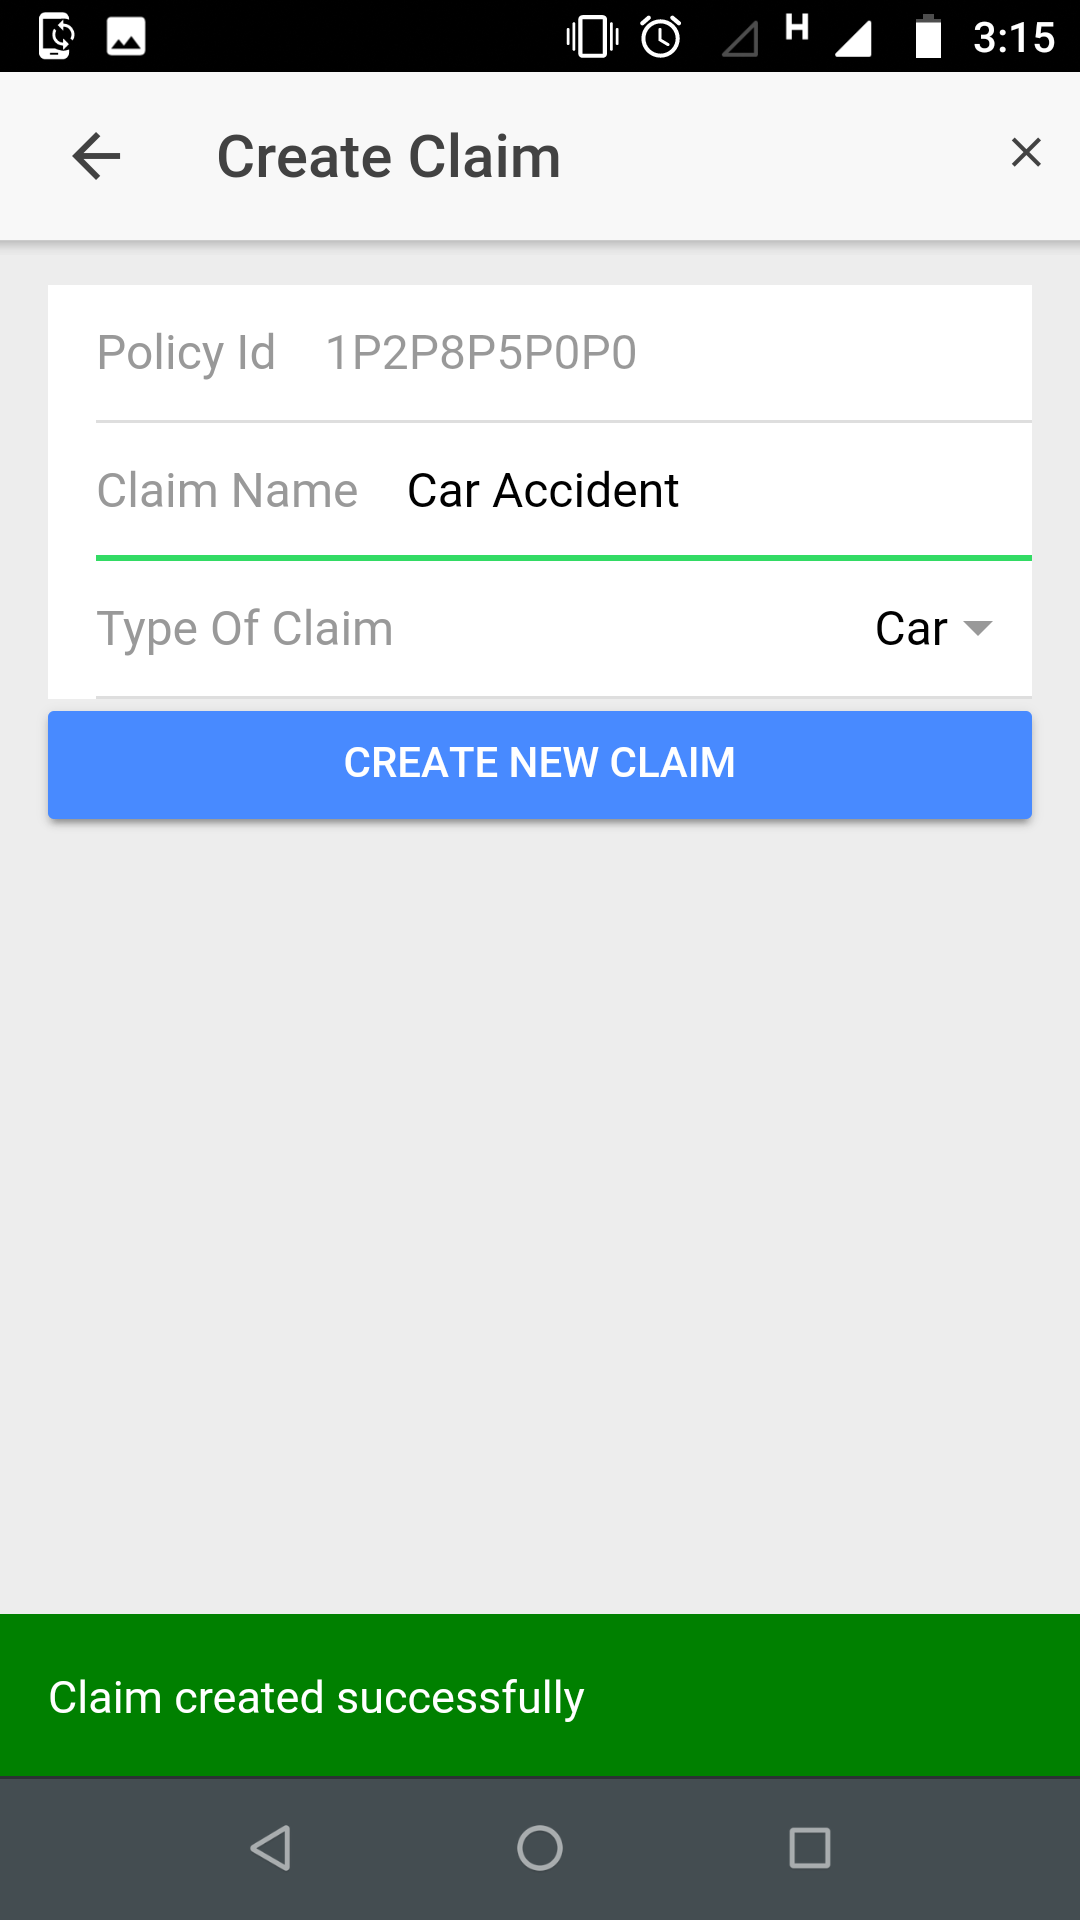 H 3:15
Create Claim
Policy Id 1P2P8P5P0P0
Claim Name Car Accident
Type Of Claim Car
CREATE NEW CLAIM
Claim created successfully